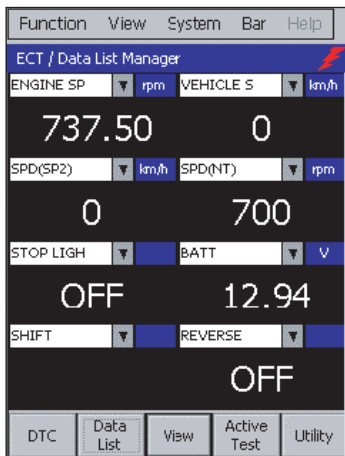 Function View System Bar Help
ECT / Data List Manager
ENGINE SP rpm VEHICLE S km/h
737.50 0
SPD(SP2) km/h SPD(NT) rpm
0 700
STOP LIGH BATT V
OFF 12.94
SHIFT REVERSE
OFF
DTC Data List View Active Test Utility